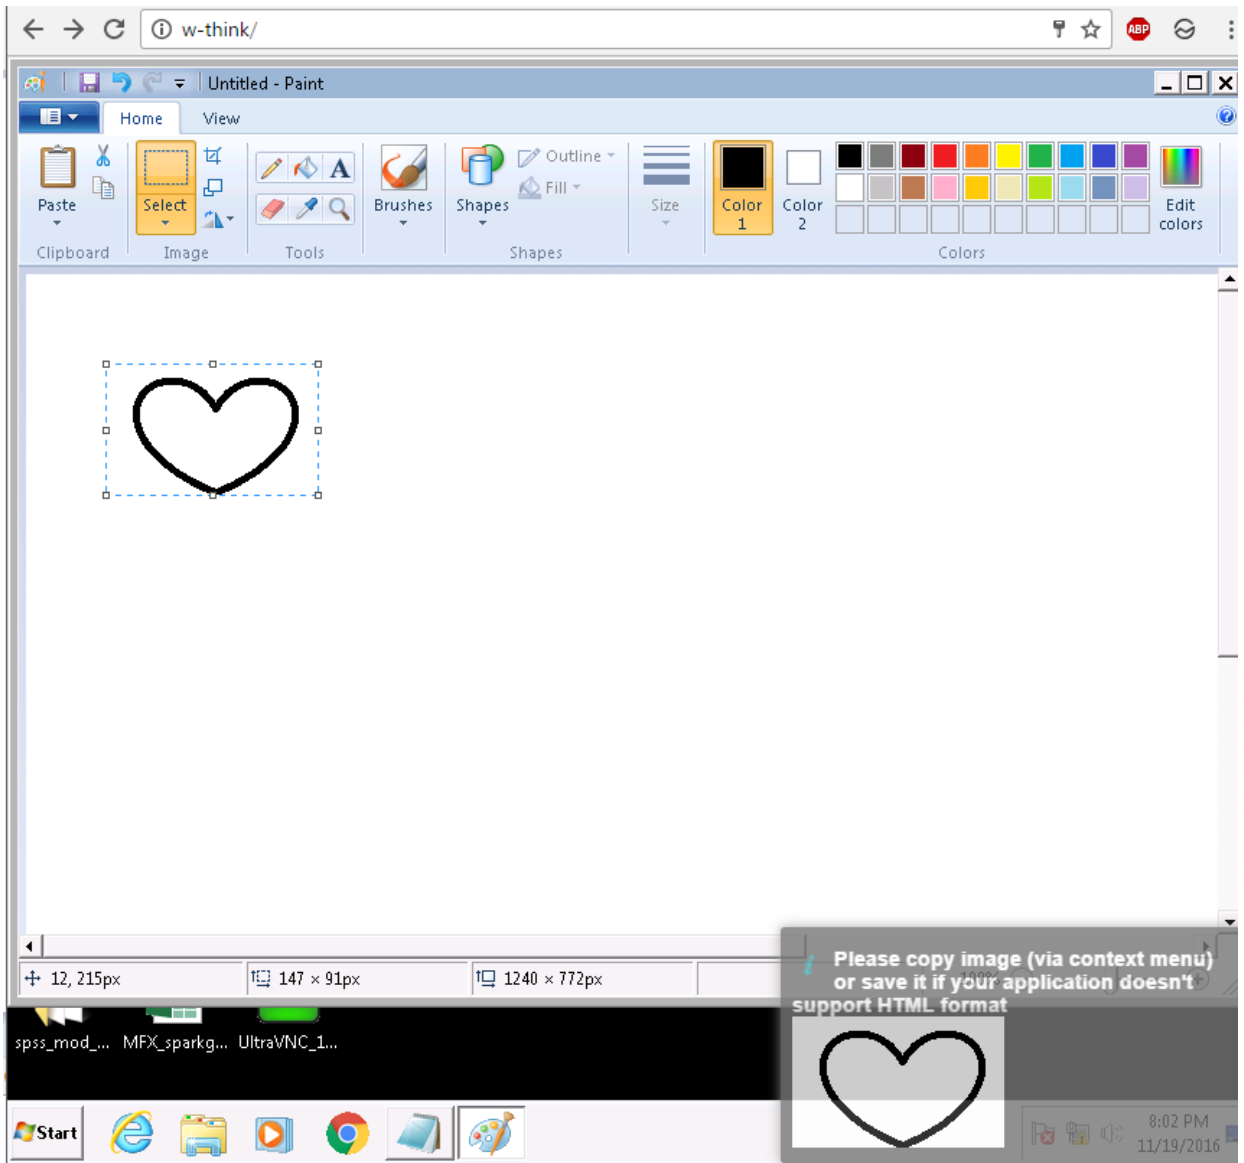 w-think/
ABP
Untitled - Paint
Home View
Outline
Fill
Paste Select Brushes Shapes Size Color 1 Color 2 Edit colors
Clipboard Image Tools Shapes Colors
A
12, 215px 147 × 91px 1240 × 772px
Please copy image (via context menu)
or save it if your application doesn't
support HTML format
spss_mod_... MFX_sparkg... UltraVNC_1...
Start
8:02 PM
11/19/2016